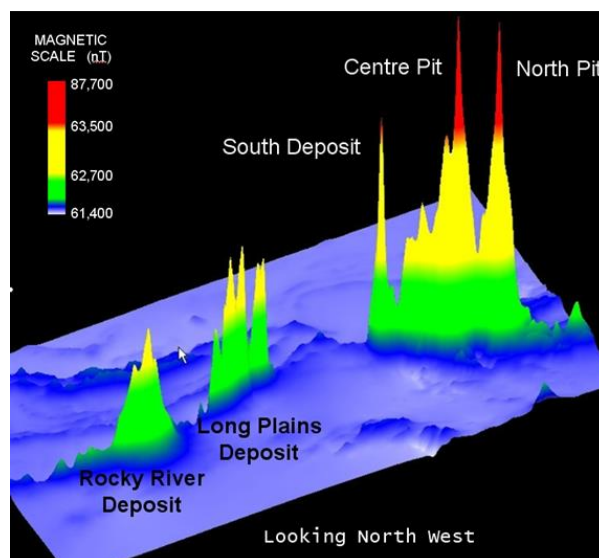 MAGNETIC
SCALE (nT)
87,700
63,500
62,700
61,400
Centre Pit
North Pit
South Deposit
Long Plains
Deposit
Rocky River
Deposit
Looking North West